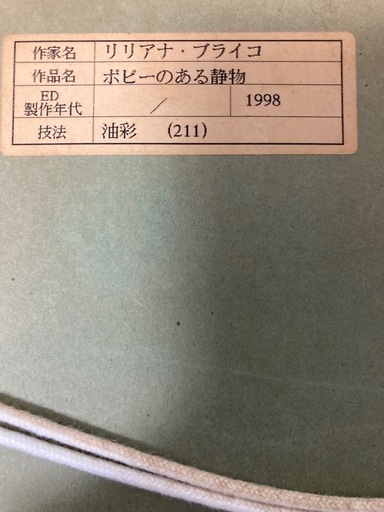 作家名 リリアナ・ブライコ
作品名 ポピーのある静物
ED
製作年代 ／ 1998
技法 油彩 (211)